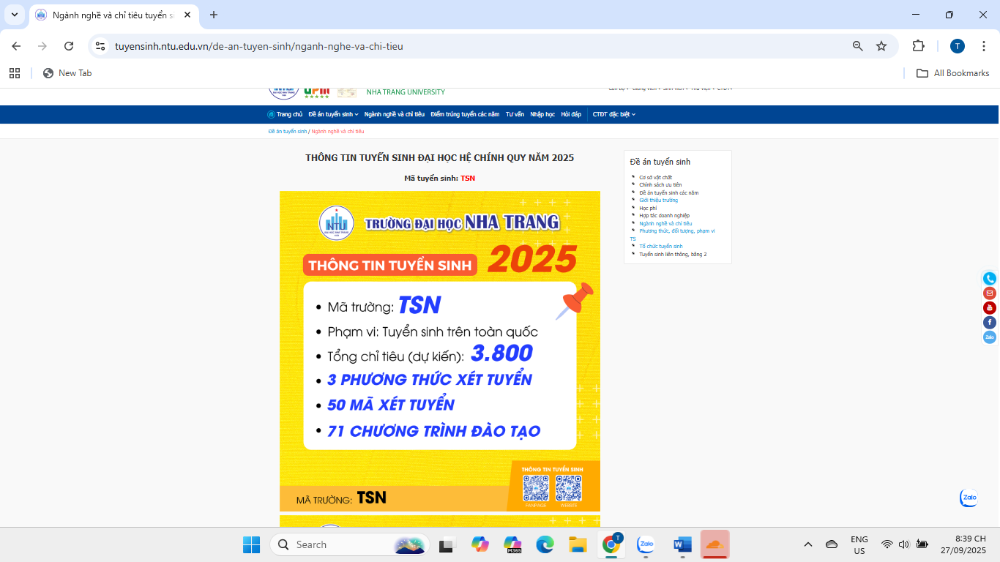 Ngành nghề và chỉ tiêu tuyển si
tuyensinh.ntu.edu.vn/de-an-tuyen-sinh/nganh-nghe-va-chi-tieu
T
New Tab
All Bookmarks
NHA TRANG UNIVERSITY
Trang chủ Đề án tuyển sinh Ngành nghề và chỉ tiêu Điểm trúng tuyển các năm Tư vấn Nhập học Hỏi đáp CTĐT đặc biệt
Đề án tuyển sinh / Ngành nghề và chỉ tiêu
THÔNG TIN TUYỂN SINH ĐẠI HỌC HỆ CHÍNH QUY NĂM 2025
Mã tuyển sinh: TSN
NTU
TRƯỜNG ĐẠI HỌC NHA TRANG
THÔNG TIN TUYỂN SINH 2025
Mã trường: TSN
Phạm vi: Tuyển sinh trên toàn quốc
Tổng chỉ tiêu (dự kiến): 3.800
3 PHƯƠNG THỨC XÉT TUYỂN
50 MÃ XÉT TUYỂN
71 CHƯƠNG TRÌNH ĐÀO TẠO
THÔNG TIN TUYỂN SINH
FANPAGE WEBSITE
MÃ TRƯỜNG: TSN
Đề án tuyển sinh
Cơ sở vật chất
Chính sách ưu tiên
Đề án tuyển sinh các năm
Giới thiệu trường
Học phí
Hợp tác doanh nghiệp
Ngành nghề và chỉ tiêu
Phương thức, đối tượng, phạm vi
TS
Tổ chức tuyển sinh
Tuyển sinh liên thông, bằng 2
Zalo
Zalo
Search
M365
T
Zalo
ENG
US
8:39 CH
27/09/2025